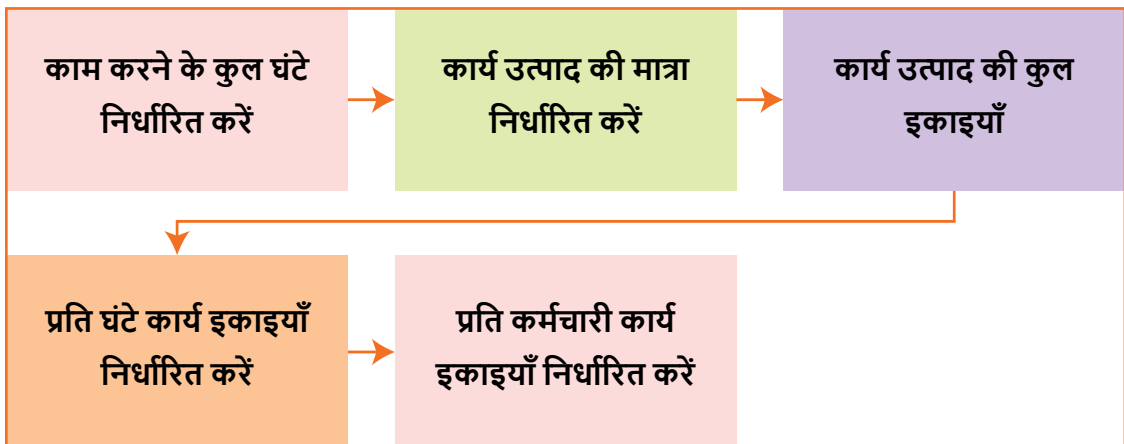 काम करने के कुल घंटे
निर्धारित करें
कार्य उत्पाद की मात्रा
निर्धारित करें
कार्य उत्पाद की कुल
इकाइयाँ
प्रति घंटे कार्य इकाइयाँ
निर्धारित करें
प्रति कर्मचारी कार्य
इकाइयाँ निर्धारित करें